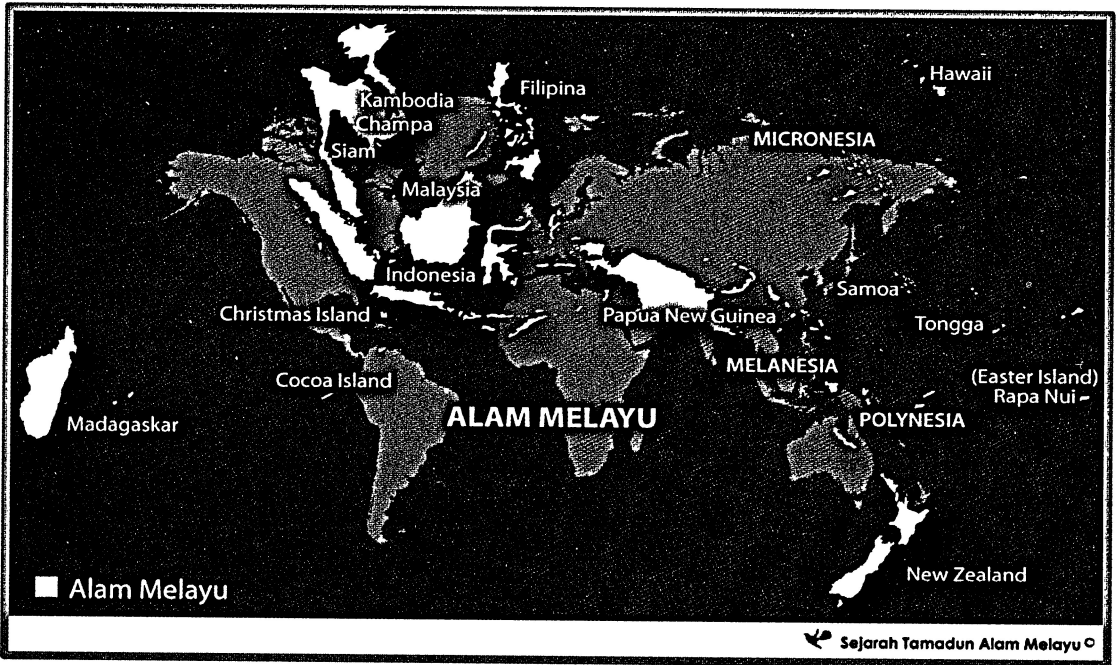 Hawaii
Filipina
Kambodia
Champa
MICRONESIA
Siam
Malaysia
Indonesia
Samoa
Christmas Island
Papua New Guinea
Tongga
MELANESIA
(Easter Island)
Rapa Nui
Cocoa Island
ALAM MELAYU
POLYNESIA
Madagaskar
New Zealand
Alam Melayu
Sejarah Tamadun Alam Melayu ©